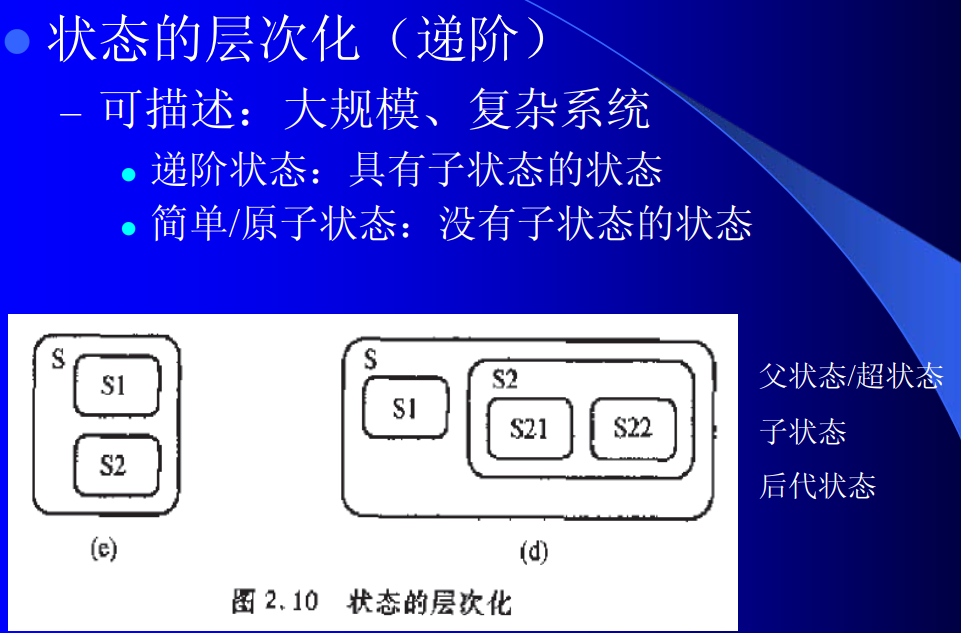 状态的层次化（递阶）
– 可描述：大规模、复杂系统
递阶状态：具有子状态的状态
简单/原子状态：没有子状态的状态
S
S1
S2
(e)
S
S1
S2
S21
S22
(d)
图 2.10 状态的层次化
父状态/超状态
子状态
后代状态